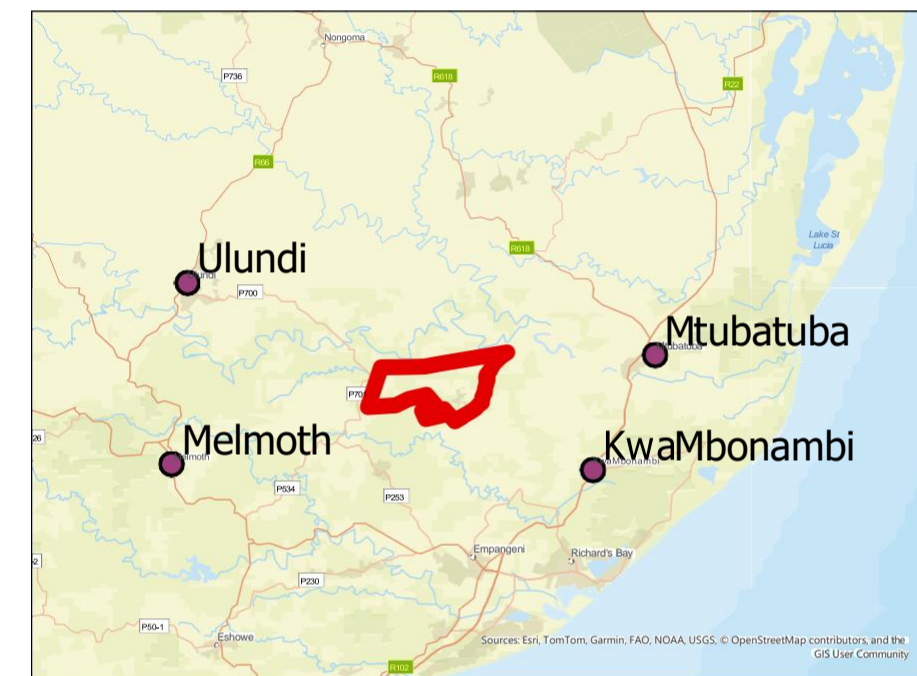 Nongoma
P736
R618
R22
R66
Lake St
Lucia
R618
Ulundi
P700
Mtubatuba
P701
Melmoth
KwaMbonambi
KwaMbonambi
P534
P253
Empangeni
Richard's Bay
P230
P50-1
Eshowe
Sources: Esri, TomTom, Garmin, FAO, NOAA, USGS, © OpenStreetMap contributors, and the
GIS User Community
R102